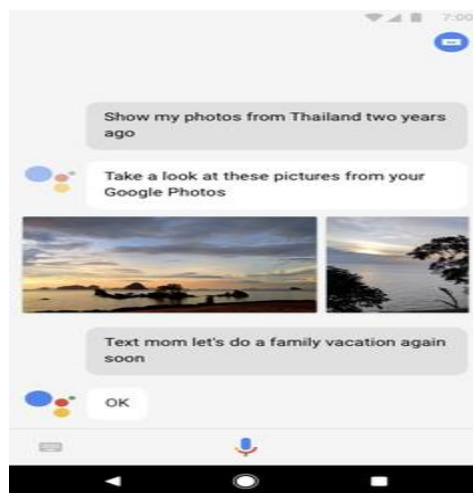 7:00
Show my photos from Thailand two years
ago
Take a look at these pictures from your
Google Photos
Text mom let's do a family vacation again
soon
OK